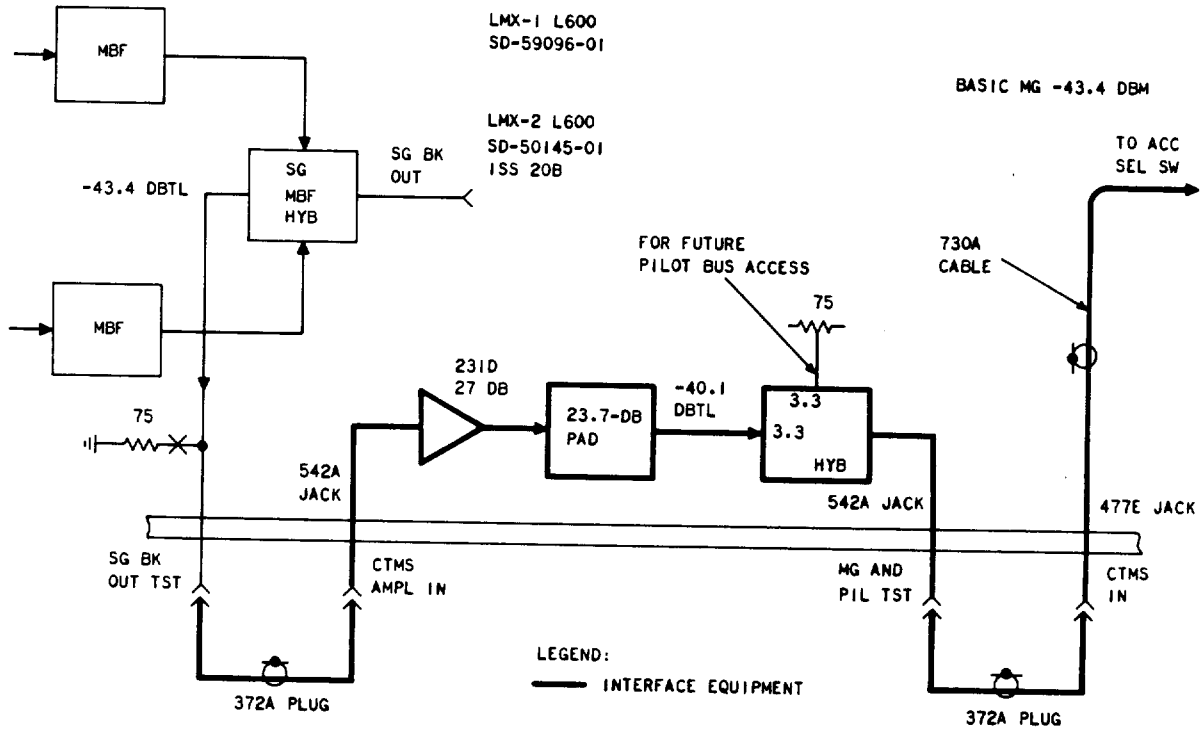 LMX-1 L600
SD-59096-01
MBF
BASIC MG -43.4 DBM
LMX-2 L600
SD-50145-01
ISS 20B
SG BK
OUT
TO ACC
SEL SW
SG
MBF
HYB
-43.4 DBTL
FOR FUTURE
PILOT BUS ACCESS
730A
CABLE
MBF
75
231D
27 DB
-40.1
DBTL
23.7-DB
PAD
3.3
3.3
HYB
75
542A
JACK
542A JACK
477E JACK
SG BK
OUT TST
CTMS
AMPL IN
MG AND
PIL TST
CTMS
IN
LEGEND:
INTERFACE EQUIPMENT
372A PLUG
372A PLUG